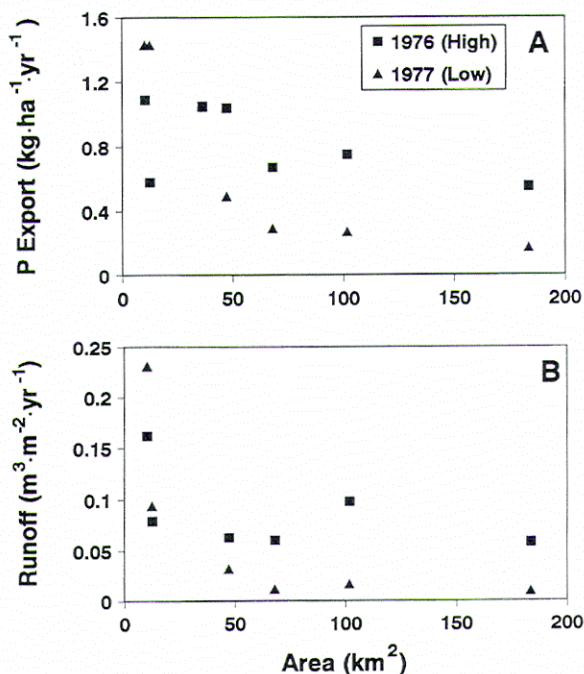 A
■ 1976 (High)
▲ 1977 (Low)
P Export (kg·ha⁻¹·yr⁻¹)
1.6
1.2
0.8
0.4
0
0 50 100 150 200
B
Runoff (m³·m⁻²·yr⁻¹)
0.25
0.2
0.15
0.1
0.05
0
0 50 100 150 200
Area (km²)